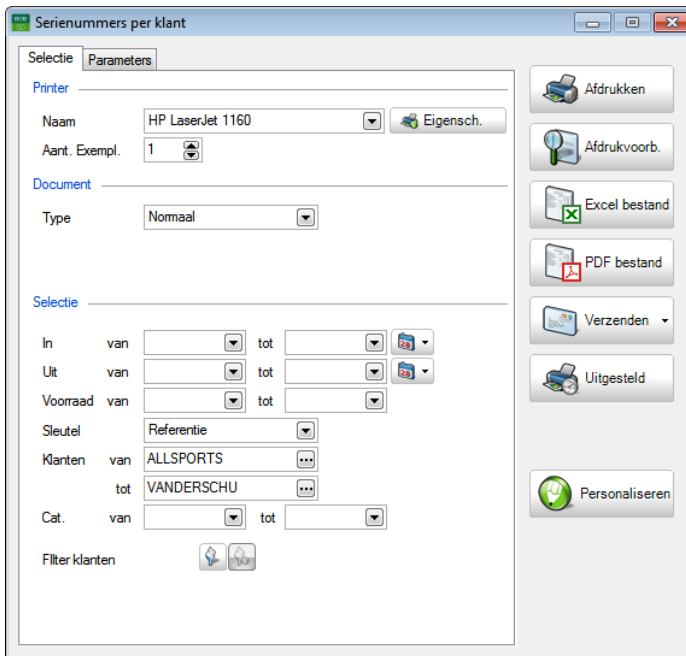 Serienummers per klant
Selectie Parameters
Printer
Naam HP LaserJet 1160 Eigensch.
Aant. Exempl. 1
Document
Type Normaal
Selectie
In van tot 28
Uit van tot 28
Voorraad van tot
Sleutel Referentie
Klanten van ALLSPORTS
tot VANDERSCHU
Cat. van tot
FIlter klanten
Afdrukken
Afdrukvoorb.
Excel bestand
PDF bestand
Verzenden
Uitgesteld
Personaliseren